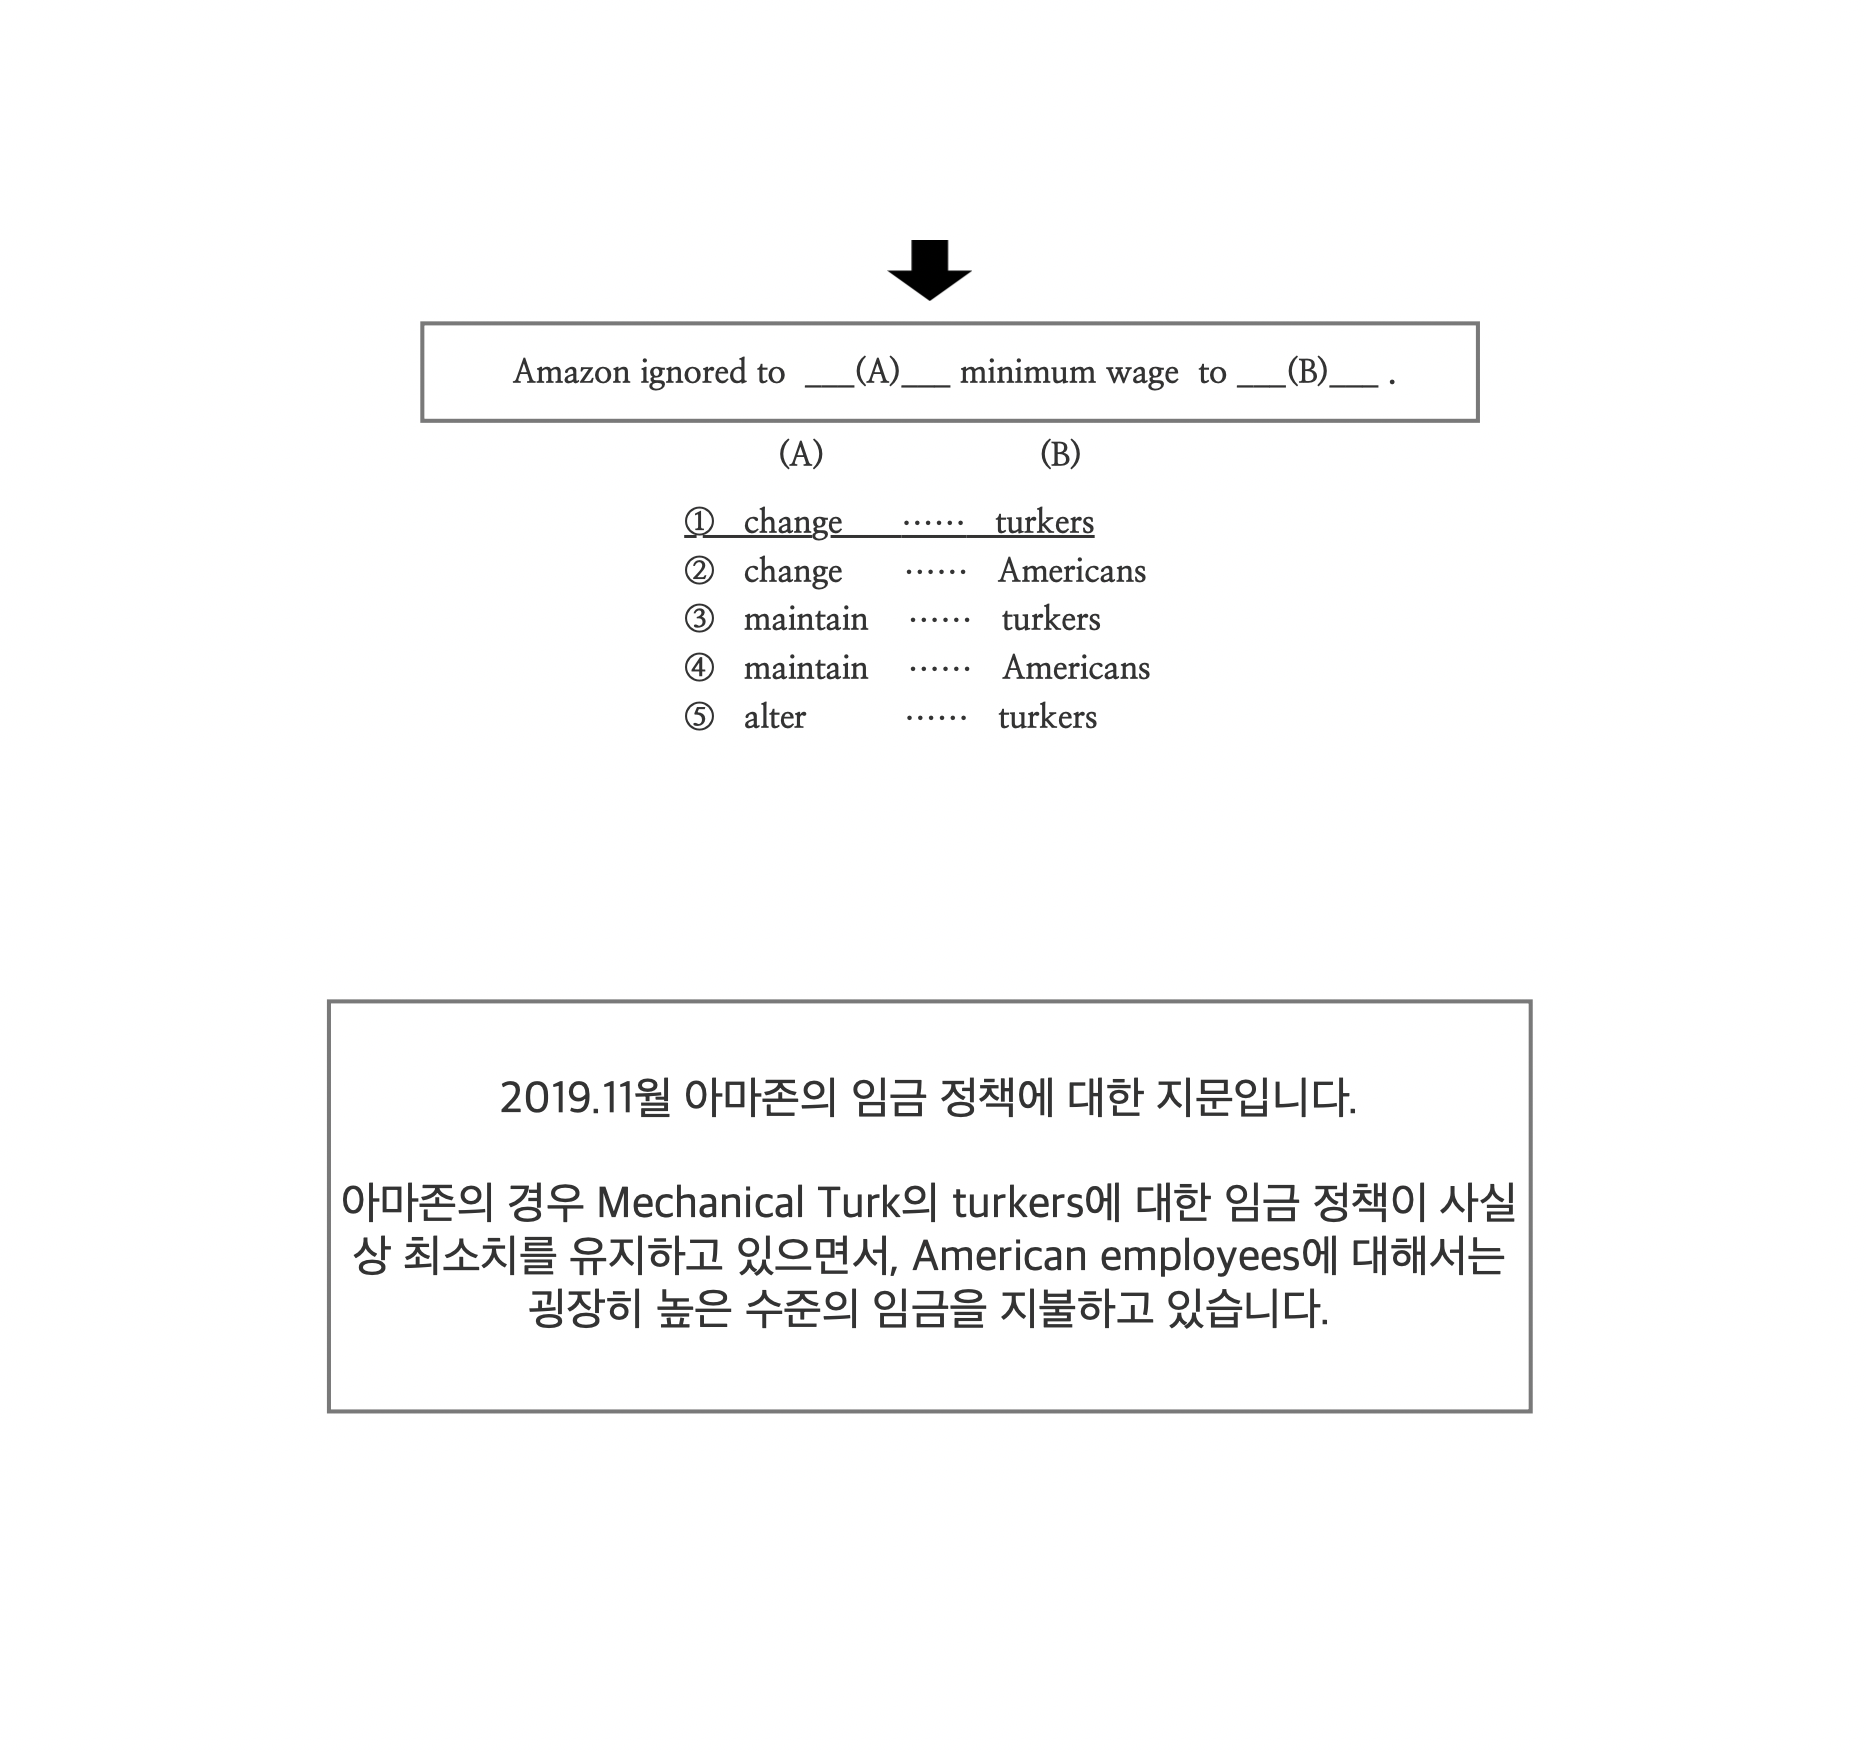 Amazon ignored to ___(A)___ minimum wage to ___(B)___ .
(A) (B)
① change ······ turkers
② change ······ Americans
③ maintain ······ turkers
④ maintain ······ Americans
⑤ alter ······ turkers
2019.11월 아마존의 임금 정책에 대한 지문입니다.
아마존의 경우 Mechanical Turk의 turkers에 대한 임금 정책이 사실
상 최소치를 유지하고 있으면서, American employees에 대해서는
굉장히 높은 수준의 임금을 지불하고 있습니다.